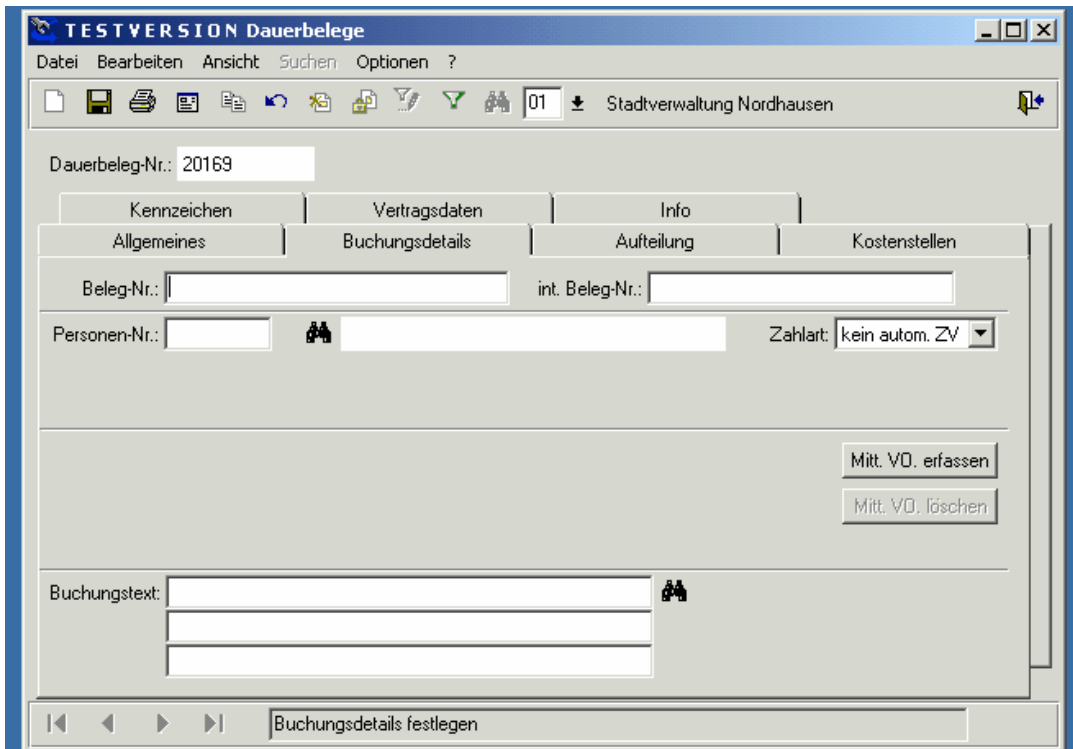 TESTVERSION Dauerbelege
Datei Bearbeiten Ansicht Suchen Optionen ?
01 Stadtverwaltung Nordhausen
Dauerbeleg-Nr.: 20169
Kennzeichen Vertragsdaten Info
Allgemeines Buchungsdetails Aufteilung Kostenstellen
Beleg-Nr.: int. Beleg-Nr.:
Personen-Nr.: Zahlart: kein autom. ZV
Mitt. VO. erfassen
Mitt. VO. löschen
Buchungstext:
Buchungsdetails festlegen